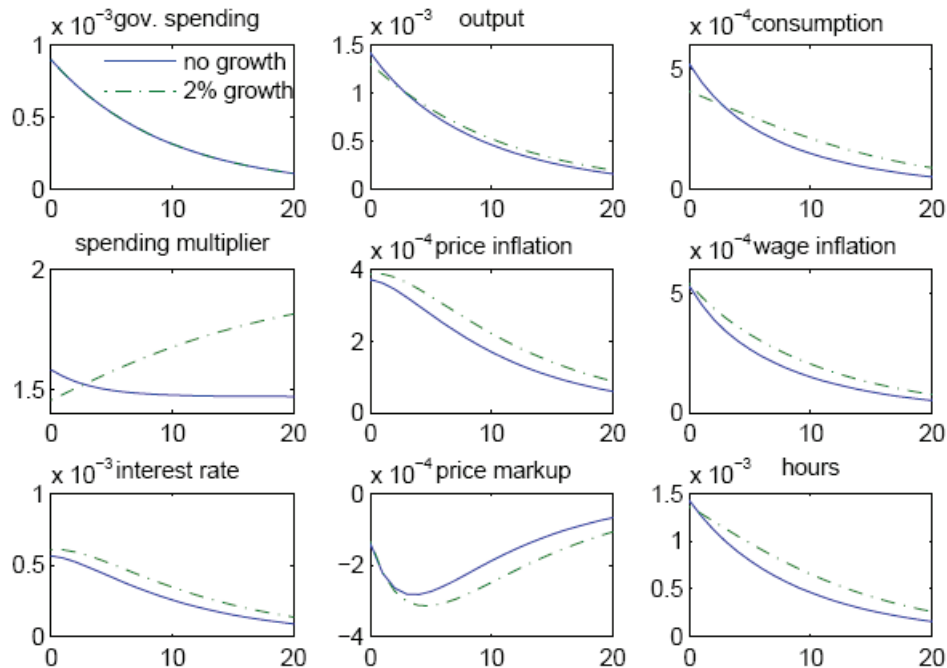 x 10⁻³ gov. spending
1
0.5
0
0 10 20
no growth
2% growth
x 10⁻³ output
1.5
1
0.5
0
0 10 20
x 10⁻⁴ consumption
5
0
0 10 20
spending multiplier
2
1.5
0 10 20
x 10⁻⁴ price inflation
4
2
0
0 10 20
x 10⁻⁴ wage inflation
5
0
0 10 20
x 10⁻³ interest rate
1
0.5
0
0 10 20
x 10⁻⁴ price markup
0
−2
−4
0 10 20
x 10⁻³ hours
1.5
1
0.5
0
0 10 20